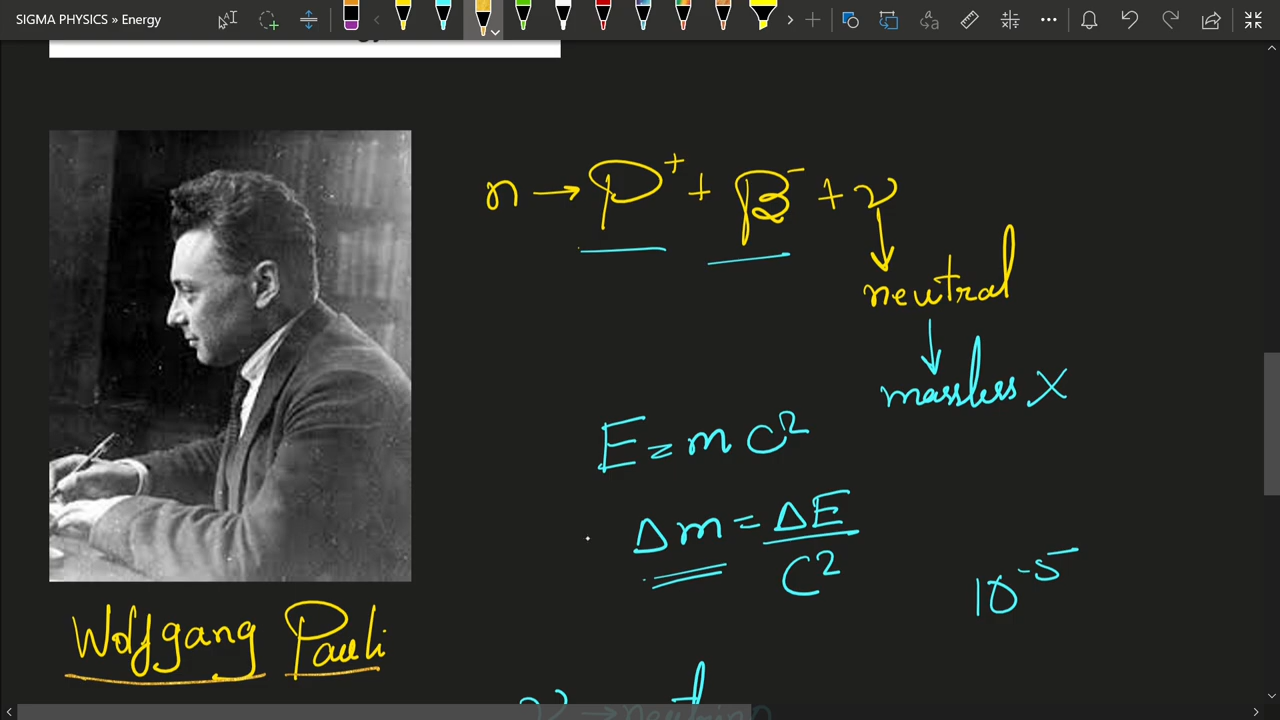 SIGMA PHYSICS » Energy
n → P⁺ + β⁻ + ν
neutral
massless X
E = mc²
Δm = ΔE / C²
10⁻⁵
Wolfgang Pauli